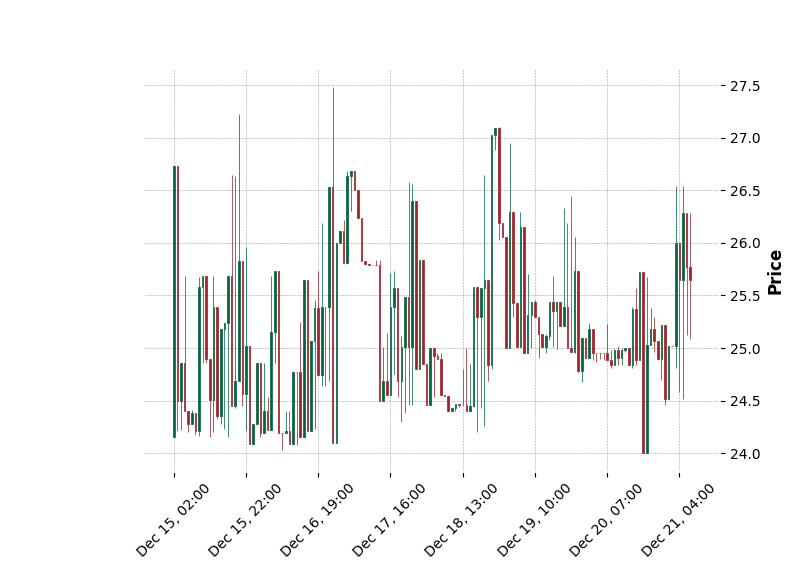 27.5
27.0
26.5
26.0
25.5
25.0
24.5
24.0
Price
Dec 15, 02:00
Dec 15, 22:00
Dec 16, 19:00
Dec 17, 16:00
Dec 18, 13:00
Dec 19, 10:00
Dec 20, 07:00
Dec 21, 04:00